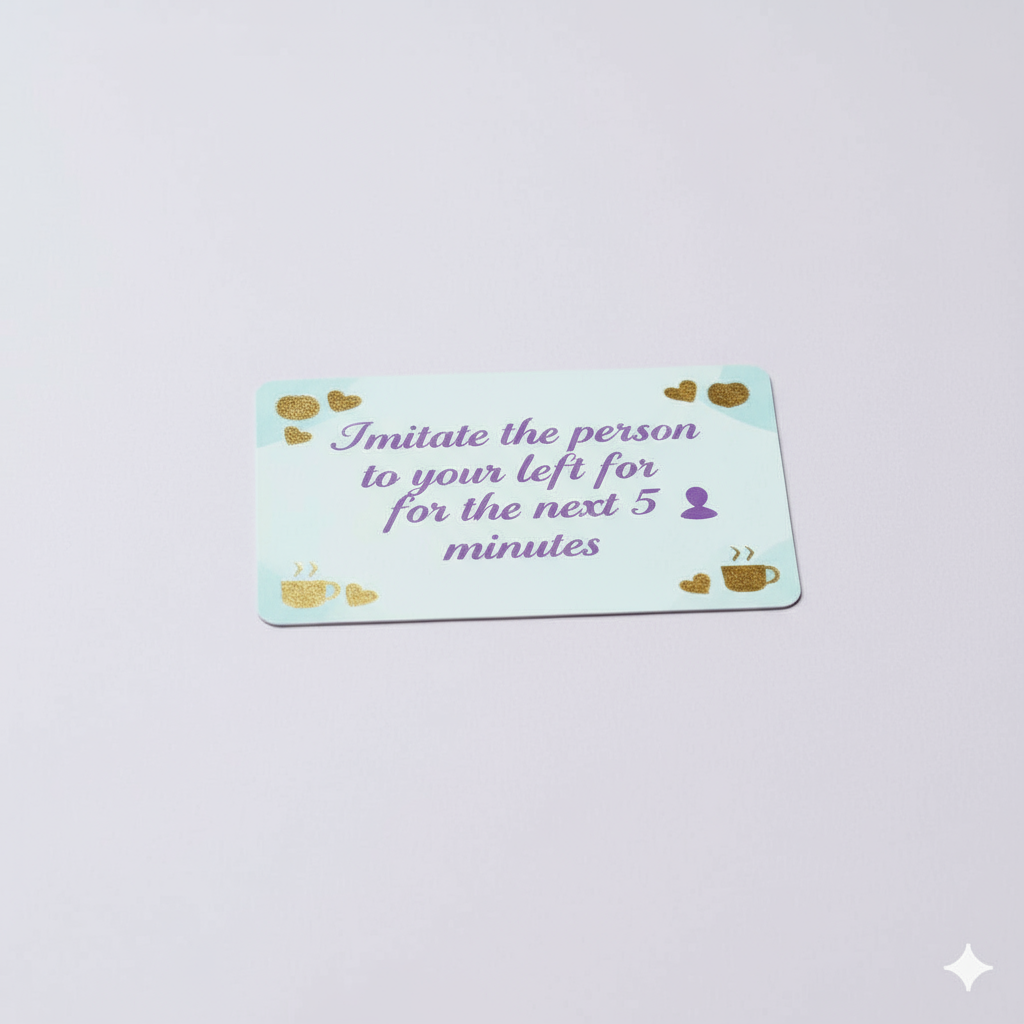 Imitate the person
to your left for
for the next 5
minutes